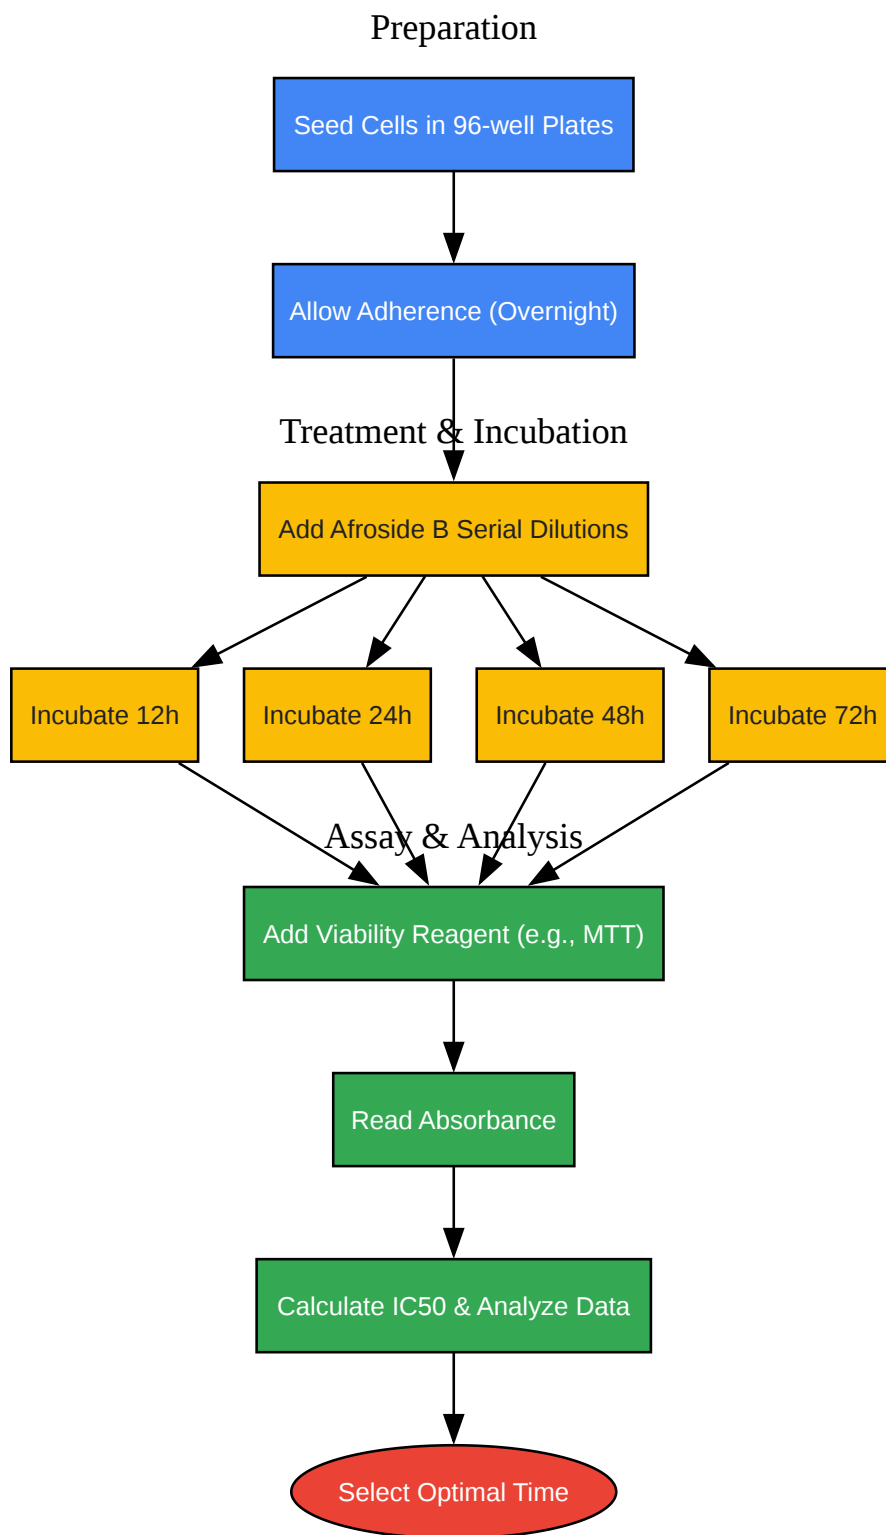 Preparation
Seed Cells in 96-well Plates
Allow Adherence (Overnight)
Treatment & Incubation
Add Afroside B Serial Dilutions
Incubate 12h
Incubate 24h
Incubate 48h
Incubate 72h
Assay & Analysis
Add Viability Reagent (e.g., MTT)
Read Absorbance
Calculate IC50 & Analyze Data
Select Optimal Time